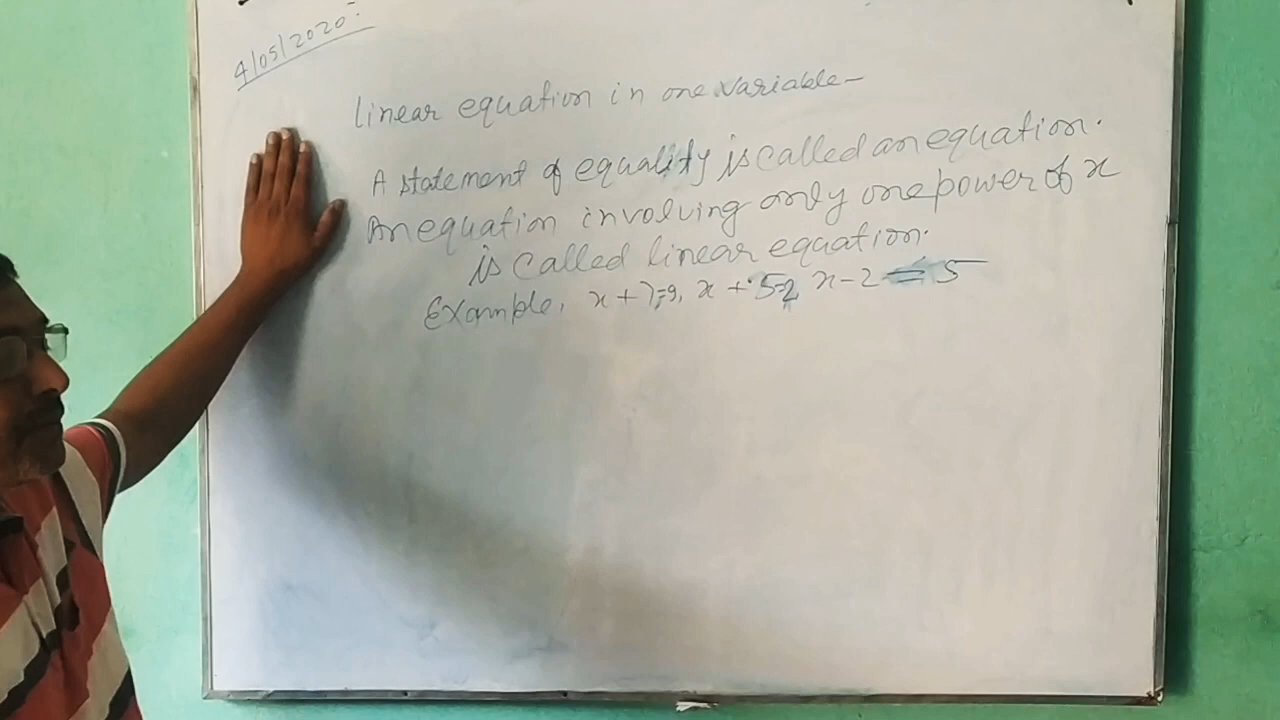 4/05/2020
linear equation in one variable-
A statement of equality is called an equation.
An equation involving only one power of x
is called linear equation.
Example, x+7=9, x+5=2, x-2=5